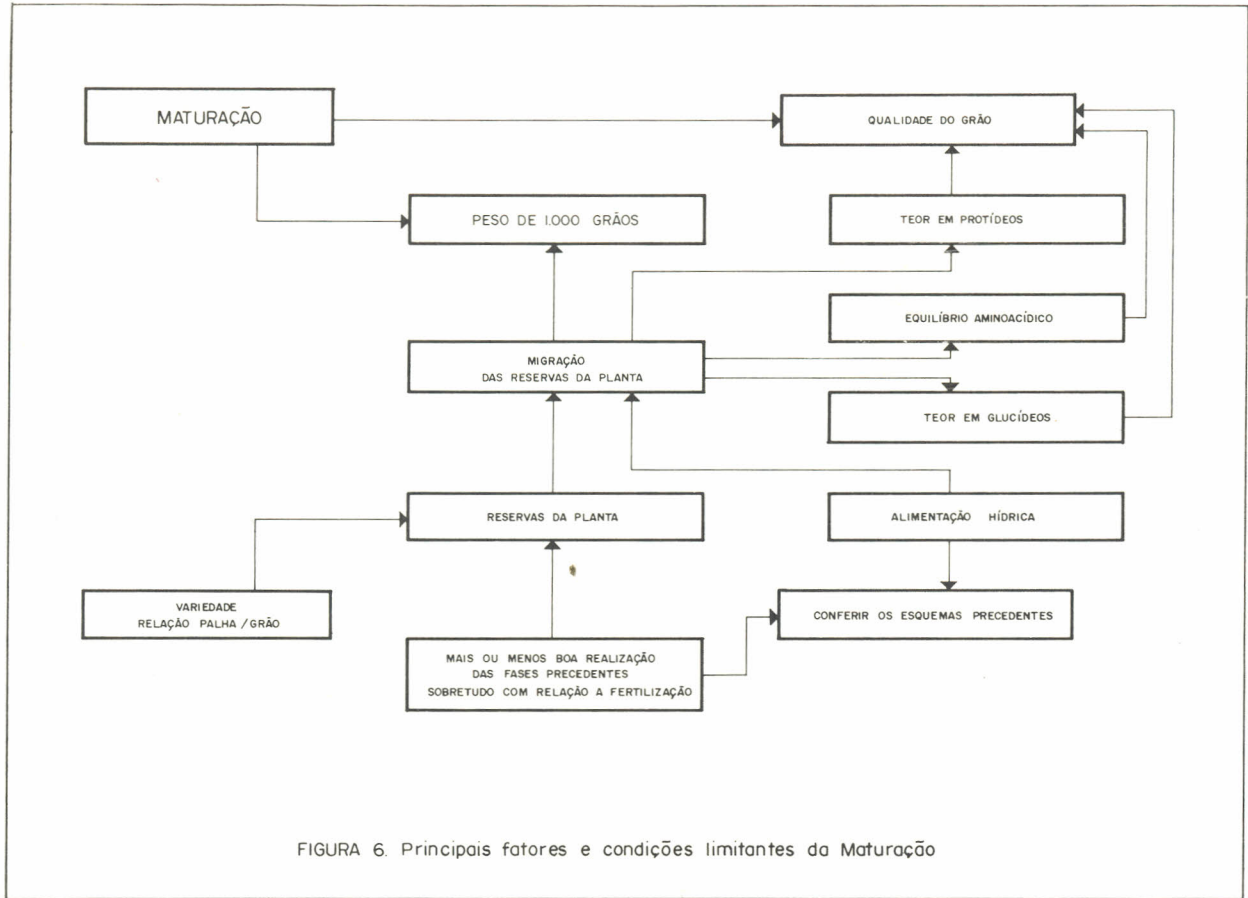 MATURAÇÃO
QUALIDADE DO GRÃO
PESO DE 1.000 GRÃOS
TEOR EM PROTÍDEOS
EQUILÍBRIO AMINOACÍDICO
MIGRAÇÃO
DAS RESERVAS DA PLANTA
TEOR EM GLUCÍDEOS
RESERVAS DA PLANTA
ALIMENTAÇÃO HÍDRICA
VARIEDADE
RELAÇÃO PALHA/GRÃO
CONFERIR OS ESQUEMAS PRECEDENTES
MAIS OU MENOS BOA REALIZAÇÃO
DAS FASES PRECEDENTES
SOBRETUDO COM RELAÇÃO A FERTILIZAÇÃO
FIGURA 6. Principais fatores e condições limitantes da Maturação